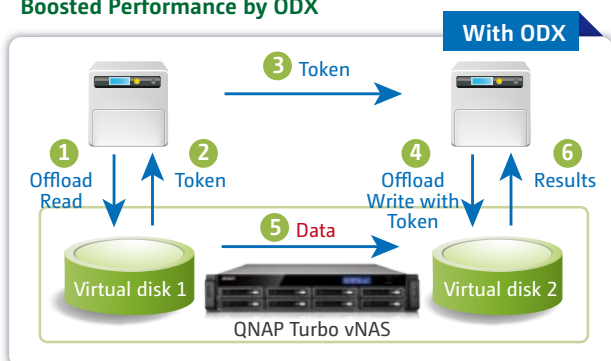 Boosted Performance by ODX
With ODX
3 Token
1
Offload
Read
2
Token
4
Offload
Write with
Token
6
Results
5 Data
Virtual disk 1
Virtual disk 2
QNAP Turbo vNAS